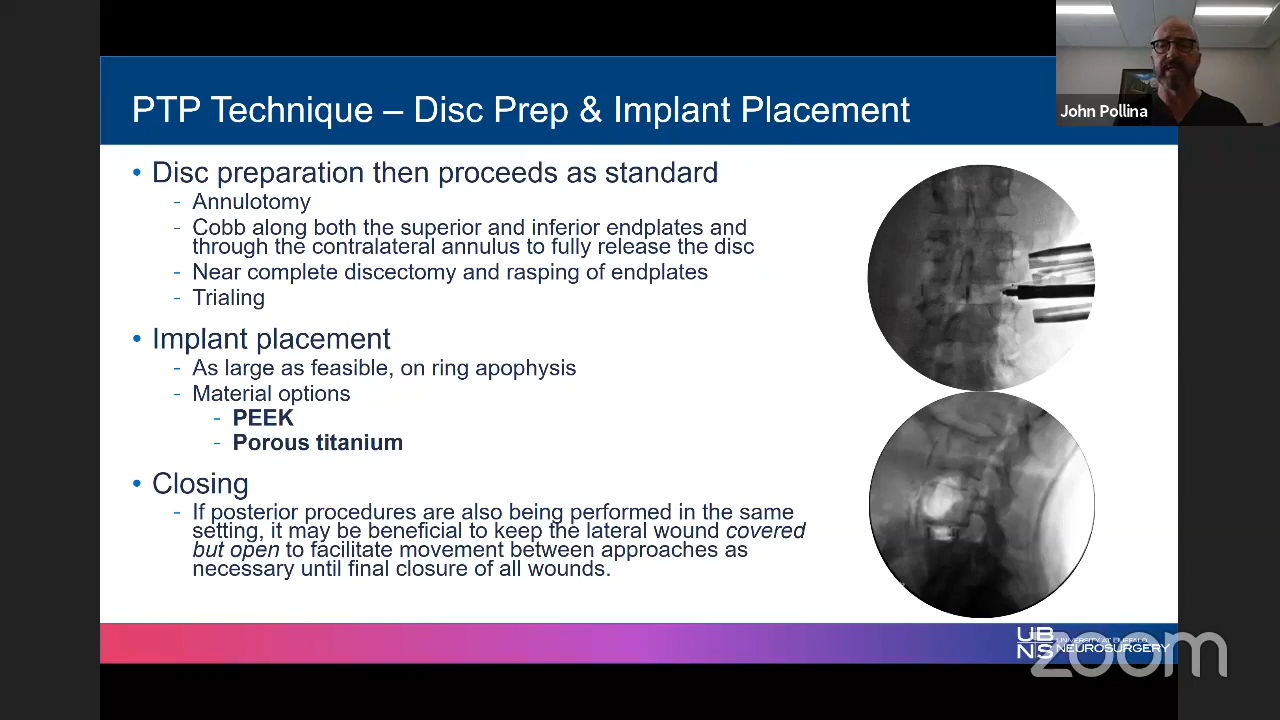 John Pollina
PTP Technique – Disc Prep & Implant Placement
• Disc preparation then proceeds as standard
- Annulotomy
- Cobb along both the superior and inferior endplates and
through the contralateral annulus to fully release the disc
- Near complete discectomy and rasping of endplates
- Trialing
• Implant placement
- As large as feasible, on ring apophysis
- Material options
- PEEK
- Porous titanium
• Closing
- If posterior procedures are also being performed in the same
setting, it may be beneficial to keep the lateral wound covered
but open to facilitate movement between approaches as
necessary until final closure of all wounds.
UB
NS
UNIVERSITY AT BUFFALO
NEUROSURGERY
zoom